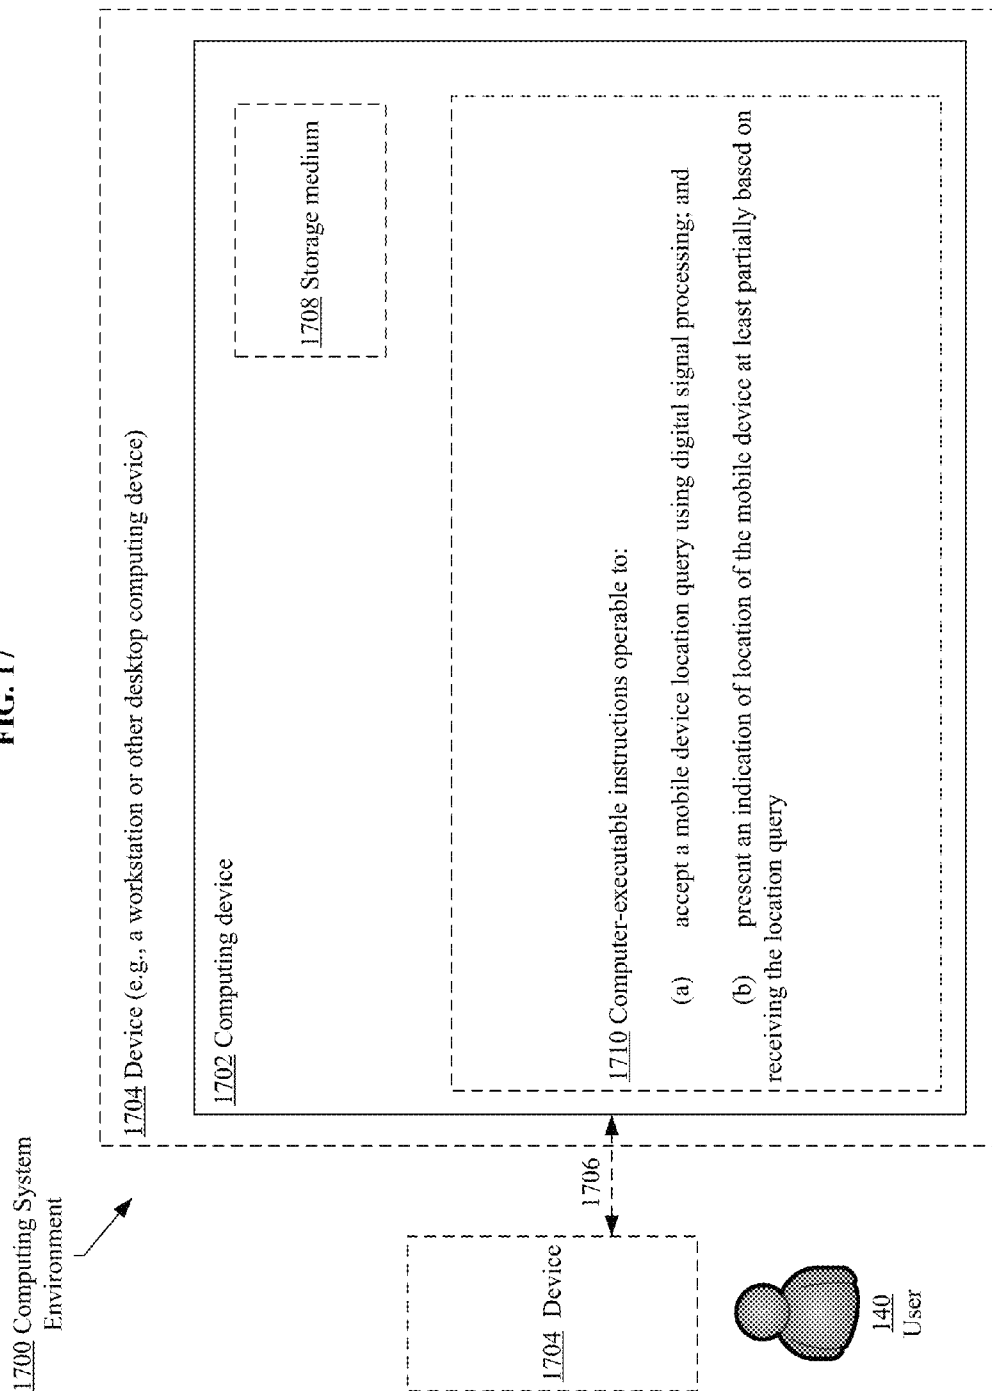 FIG. 17
1700 Computing System
Environment
1704 Device (e.g., a workstation or other desktop computing device)
1702 Computing device
1708 Storage medium
1710 Computer-executable instructions operable to:
(a) accept a mobile device location query using digital signal processing; and
(b) present an indication of location of the mobile device at least partially based on
receiving the location query
1706
1704 Device
140
User